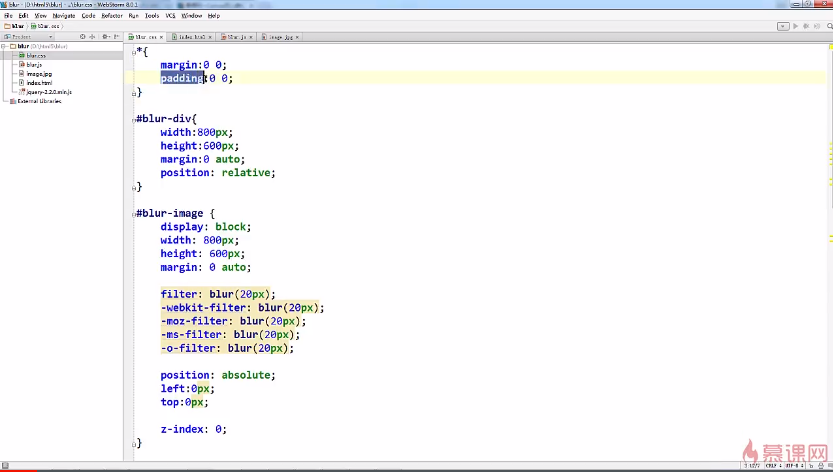 blur - [D:\html5\blur] - ...\blur.css - WebStorm 8.0.1
File Edit View Navigate Code Refactor Run Tools VCS Window Help
blur blur.css
Project
blur.css index.html blur.js image.jpg
blur (D:\html5\blur)
blur.css
blur.js
image.jpg
index.html
jquery-2.2.0.min.js
External Libraries
*{
margin:0 0;
padding:0 0;
}
#blur-div{
width:800px;
height:600px;
margin:0 auto;
position: relative;
}
#blur-image {
display: block;
width: 800px;
height: 600px;
margin: 0 auto;
filter: blur(20px);
-webkit-filter: blur(20px);
-moz-filter: blur(20px);
-ms-filter: blur(20px);
-o-filter: blur(20px);
position: absolute;
left:0px;
top:0px;
z-index: 0;
}
慕课网
CRLF UTF-8